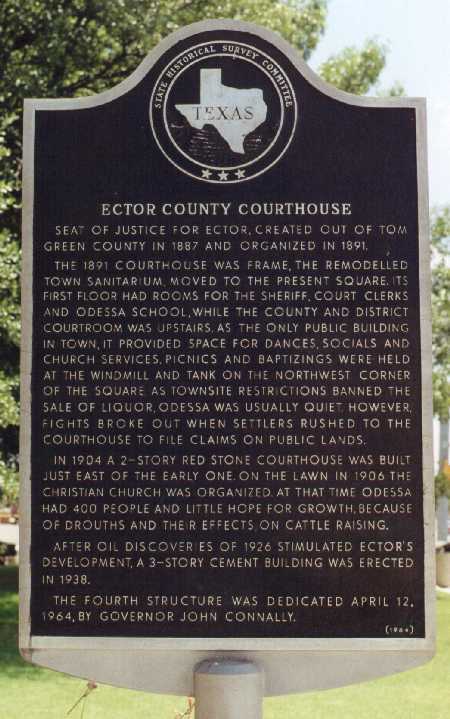 STATE HISTORICAL SURVEY COMMITTEE
TEXAS
ECTOR COUNTY COURTHOUSE
SEAT OF JUSTICE FOR ECTOR, CREATED OUT OF TOM
GREEN COUNTY IN 1887 AND ORGANIZED IN 1891.
THE 1891 COURTHOUSE WAS FRAME, THE REMODELLED
TOWN SANITARIUM, MOVED TO THE PRESENT SQUARE. ITS
FIRST FLOOR HAD ROOMS FOR THE SHERIFF, COURT CLERKS
AND ODESSA SCHOOL, WHILE THE COUNTY AND DISTRICT
COURTROOM WAS UPSTAIRS. AS THE ONLY PUBLIC BUILDING
IN TOWN, IT PROVIDED SPACE FOR DANCES, SOCIALS AND
CHURCH SERVICES. PICNICS AND BAPTIZINGS WERE HELD
AT THE WINDMILL AND TANK ON THE NORTHWEST CORNER
OF THE SQUARE. AS TOWNSITE RESTRICTIONS BANNED THE
SALE OF LIQUOR, ODESSA WAS USUALLY QUIET. HOWEVER,
FIGHTS BROKE OUT WHEN SETTLERS RUSHED TO THE
COURTHOUSE TO FILE CLAIMS ON PUBLIC LANDS.
IN 1904 A 2-STORY RED STONE COURTHOUSE WAS BUILT
JUST EAST OF THE EARLY ONE. ON THE LAWN IN 1906 THE
CHRISTIAN CHURCH WAS ORGANIZED. AT THAT TIME ODESSA
HAD 400 PEOPLE AND LITTLE HOPE FOR GROWTH, BECAUSE
OF DROUTHS AND THEIR EFFECTS, ON CATTLE RAISING.
AFTER OIL DISCOVERIES OF 1926 STIMULATED ECTOR'S
DEVELOPMENT, A 3-STORY CEMENT BUILDING WAS ERECTED
IN 1938.
THE FOURTH STRUCTURE WAS DEDICATED APRIL 12,
1964, BY GOVERNOR JOHN CONNALLY.
(1964)